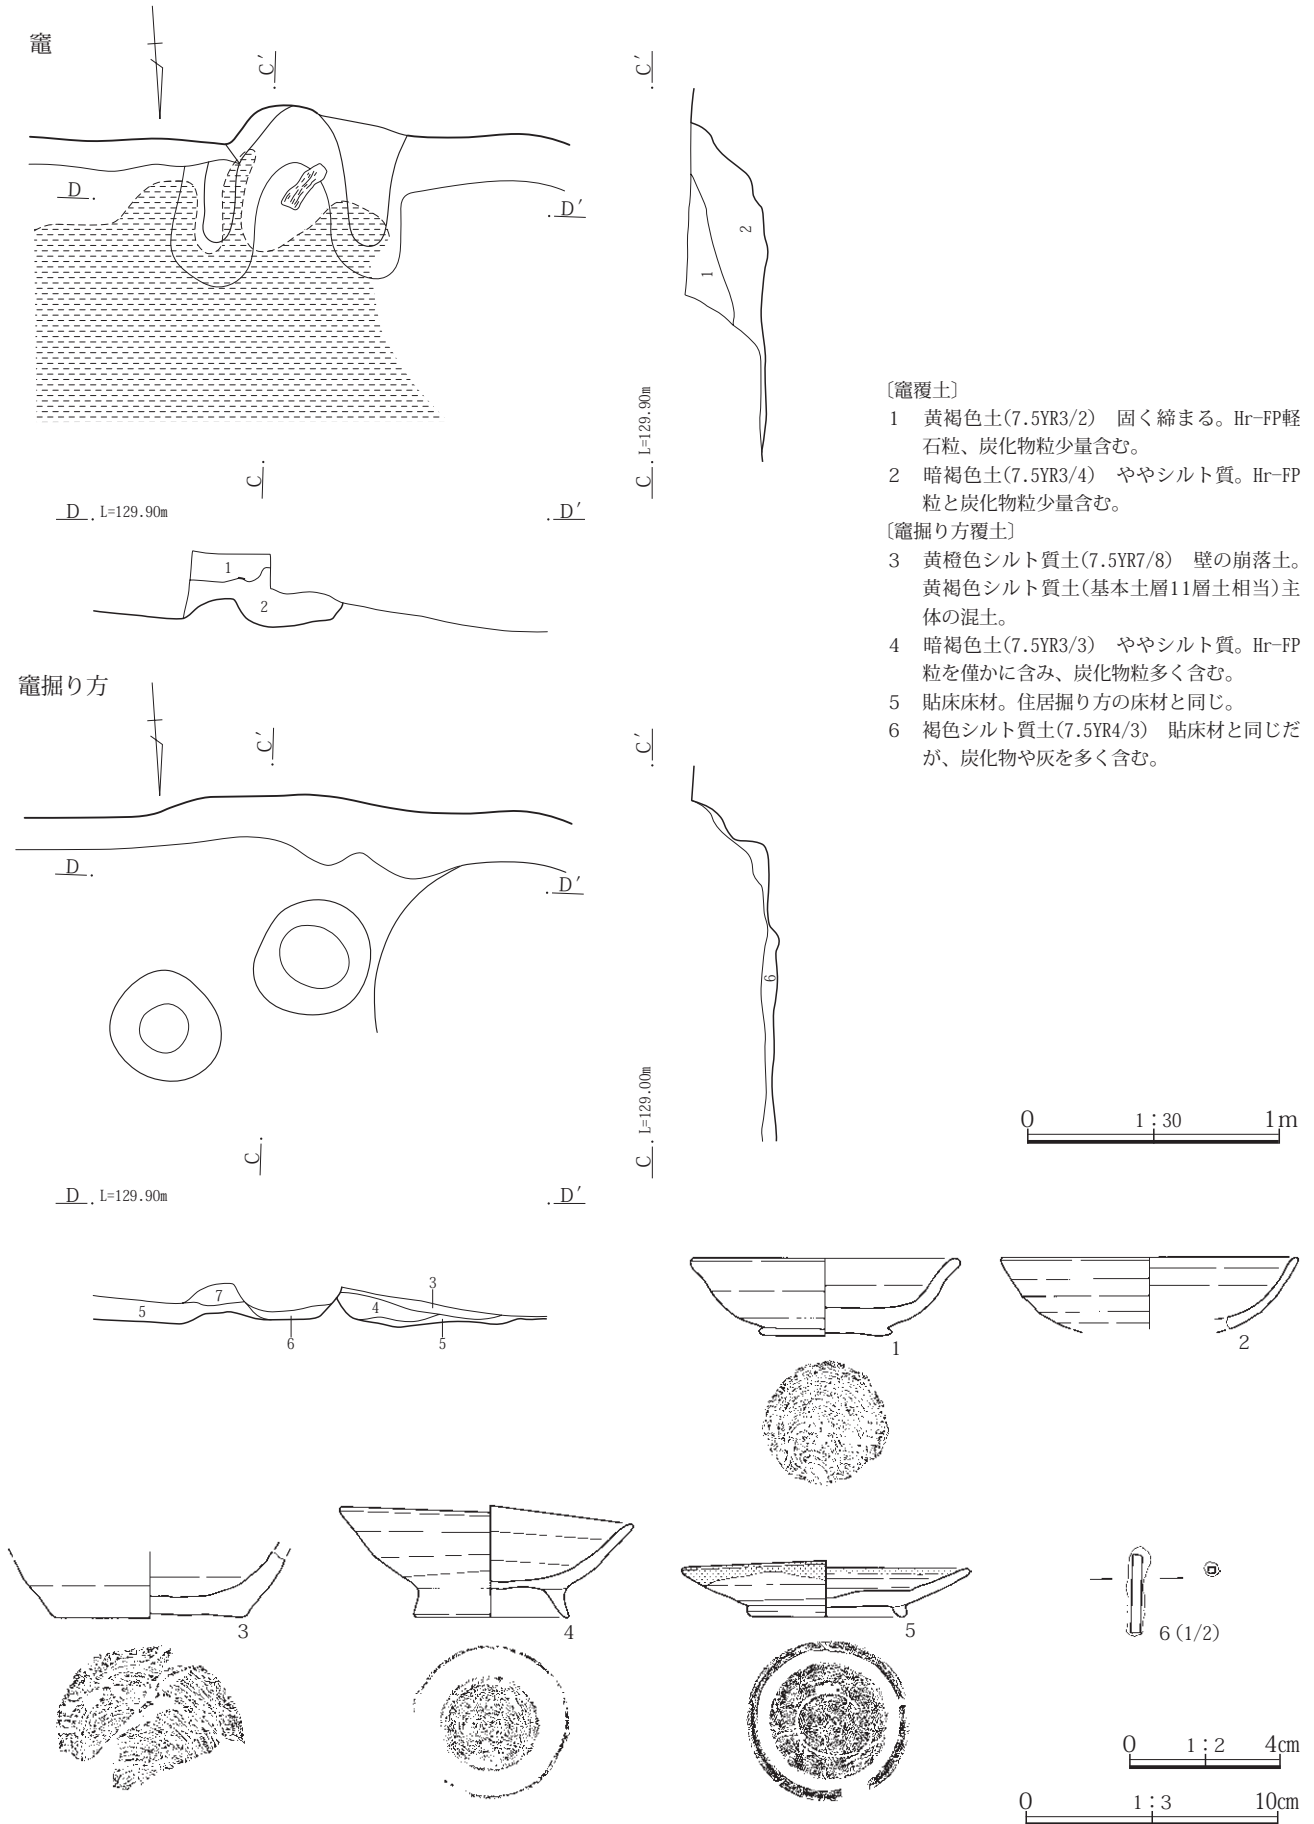 竈
C′
C′
D
D′
2
1
C
C L=129.90m
D L=129.90m
D′
1
2
〔竈覆土〕
1 黄褐色土(7.5YR3/2) 固く締まる。Hr-FP軽
石粒、炭化物粒少量含む。
2 暗褐色土(7.5YR3/4) ややシルト質。Hr-FP
粒と炭化物粒少量含む。
〔竈掘り方覆土〕
3 黄橙色シルト質土(7.5YR7/8) 壁の崩落土。
黄褐色シルト質土(基本土層11層土相当)主
体の混土。
4 暗褐色土(7.5YR3/3) ややシルト質。Hr-FP
粒を僅かに含み、炭化物粒多く含む。
5 貼床床材。住居掘り方の床材と同じ。
6 褐色シルト質土(7.5YR4/3) 貼床材と同じだ
が、炭化物や灰を多く含む。
竈掘り方
C′
C′
D
D′
6
C
C L=129.00m
D L=129.90m
D′
0 1:30 1m
5
7
6
4
3
5
1
2
3
4
5
6(1/2)
0 1:2 4cm
0 1:3 10cm